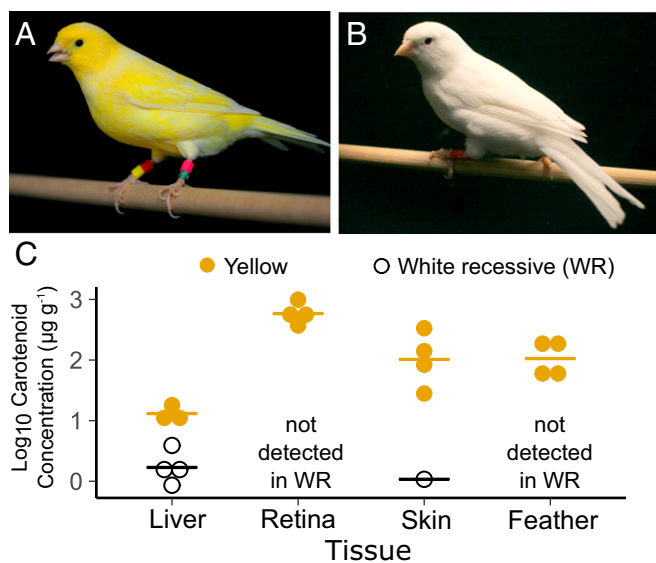 A
B
C
Yellow
White recessive (WR)
Log10 Carotenoid
Concentration (µg g-1)
3
2
1
0
not
detected
in WR
not
detected
in WR
Liver
Retina
Skin
Feather
Tissue